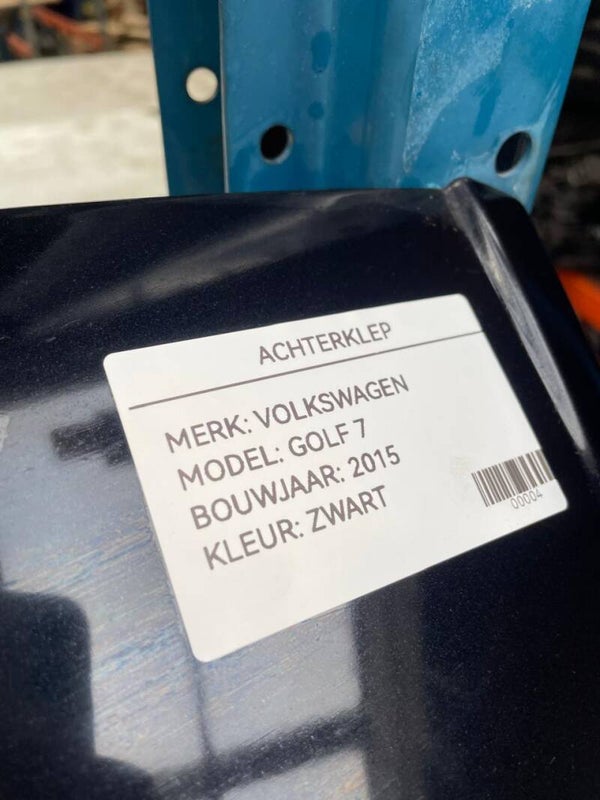 ACHTERKLEP
MERK: VOLKSWAGEN
MODEL: GOLF 7
BOUWJAAR: 2015
KLEUR: ZWART
00004